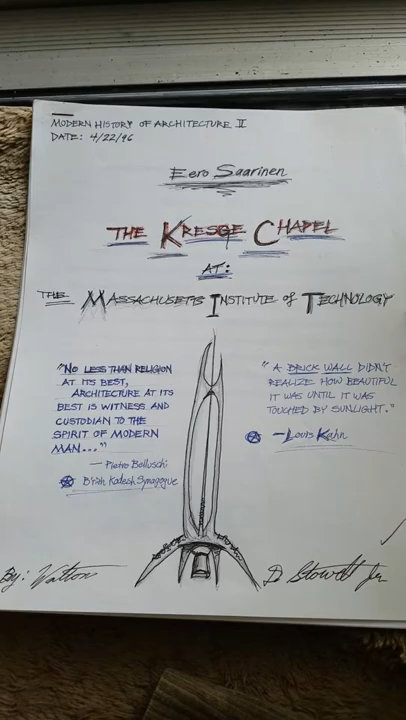 MODERN HISTORY OF ARCHITECTURE II
DATE: 4/22/96
Eero Saarinen
THE KRESGE CHAPEL
AT:
THE MASSACHUSETTS INSTITUTE of TECHNOLOGY
"NO LESS THAN RELIGION
AT ITS BEST,
ARCHITECTURE AT ITS
BEST IS WITNESS AND
CUSTODIAN TO THE
SPIRIT OF MODERN
MAN..."
— Pietro Belluschi
B'rith Kodesh Synagogue
"A BRICK WALL DIDN'T
REALIZE HOW BEAUTIFUL
IT WAS UNTIL IT WAS
TOUCHED BY SUNLIGHT."
— Louis Kahn
By:
D